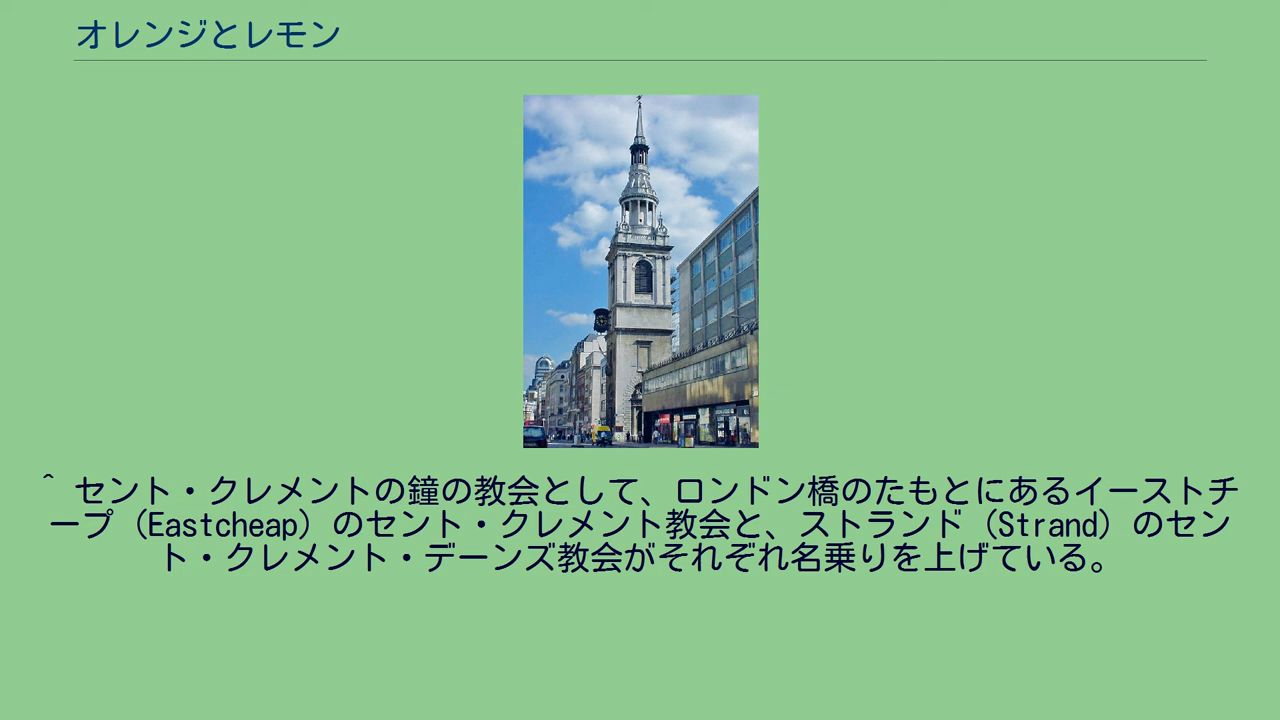 オレンジとレモン
^ セント・クレメントの鐘の教会として、ロンドン橋のたもとにあるイーストチ
ープ（Eastcheap）のセント・クレメント教会と、ストランド（Strand）のセン
ト・クレメント・デーンズ教会がそれぞれ名乗りを上げている。